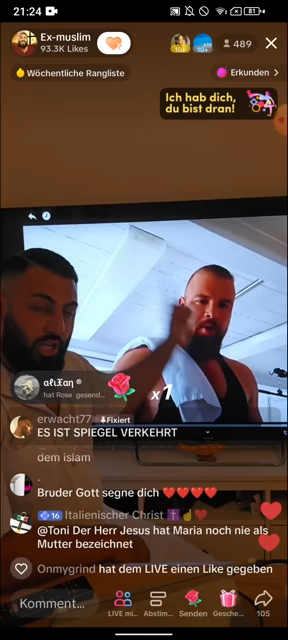 21:24
81
Ex-muslim
93.3K Likes
489
Wöchentliche Rangliste
Erkunden >
Ich hab dich,
du bist dran!
hat Rose gesend...
x1
erwacht77 Fixiert
ES IST SPIEGEL VERKEHRT
dem islam
.
Bruder Gott segne dich ❤️❤️❤️❤️
16 Italienischer Christ ✝️☝️❤️
@Toni Der Herr Jesus hat Maria noch nie als
Mutter bezeichnet
Onmygrind hat dem LIVE einen Like gegeben
Komment...
LIVE mi...
Abstim...
Senden
Gesche...
105